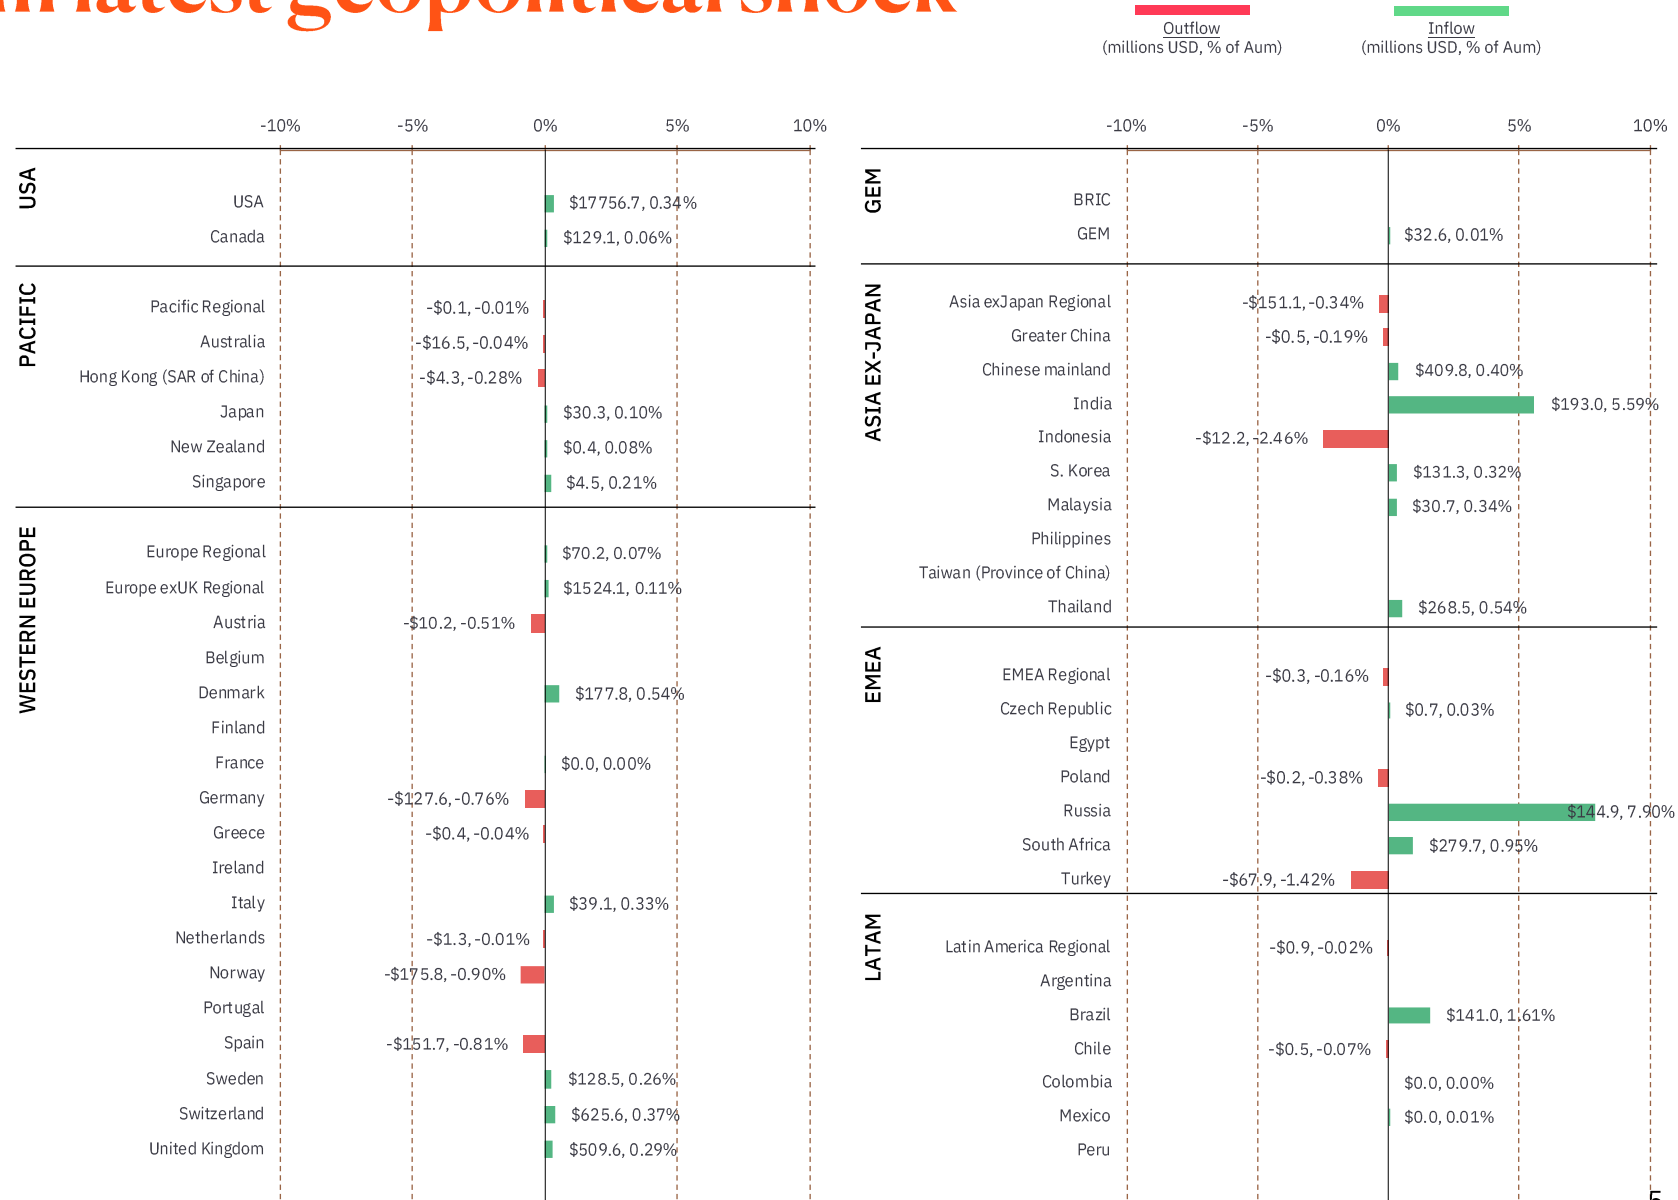 latest geopolitical shock
Outflow
(millions USD, % of Aum)
Inflow
(millions USD, % of Aum)
-10% -5% 0% 5% 10%
USA
USA $17756.7, 0.34%
Canada $129.1, 0.06%
PACIFIC
Pacific Regional -$0.1, -0.01%
Australia -$16.5, -0.04%
Hong Kong (SAR of China) -$4.3, -0.28%
Japan $30.3, 0.10%
New Zealand $0.4, 0.08%
Singapore $4.5, 0.21%
WESTERN EUROPE
Europe Regional $70.2, 0.07%
Europe exUK Regional $1524.1, 0.11%
Austria -$10.2, -0.51%
Belgium
Denmark $177.8, 0.54%
Finland
France $0.0, 0.00%
Germany -$127.6, -0.76%
Greece -$0.4, -0.04%
Ireland
Italy $39.1, 0.33%
Netherlands -$1.3, -0.01%
Norway -$175.8, -0.90%
Portugal
Spain -$151.7, -0.81%
Sweden $128.5, 0.26%
Switzerland $625.6, 0.37%
United Kingdom $509.6, 0.29%
-10% -5% 0% 5% 10%
GEM
BRIC
GEM $32.6, 0.01%
ASIA EX-JAPAN
Asia exJapan Regional -$151.1, -0.34%
Greater China -$0.5, -0.19%
Chinese mainland $409.8, 0.40%
India $193.0, 5.59%
Indonesia -$12.2, -2.46%
S. Korea $131.3, 0.32%
Malaysia $30.7, 0.34%
Philippines
Taiwan (Province of China)
Thailand $268.5, 0.54%
EMEA
EMEA Regional -$0.3, -0.16%
Czech Republic $0.7, 0.03%
Egypt
Poland -$0.2, -0.38%
Russia $144.9, 7.90%
South Africa $279.7, 0.95%
Turkey -$67.9, -1.42%
LATAM
Latin America Regional -$0.9, -0.02%
Argentina
Brazil $141.0, 1.61%
Chile -$0.5, -0.07%
Colombia $0.0, 0.00%
Mexico $0.0, 0.01%
Peru